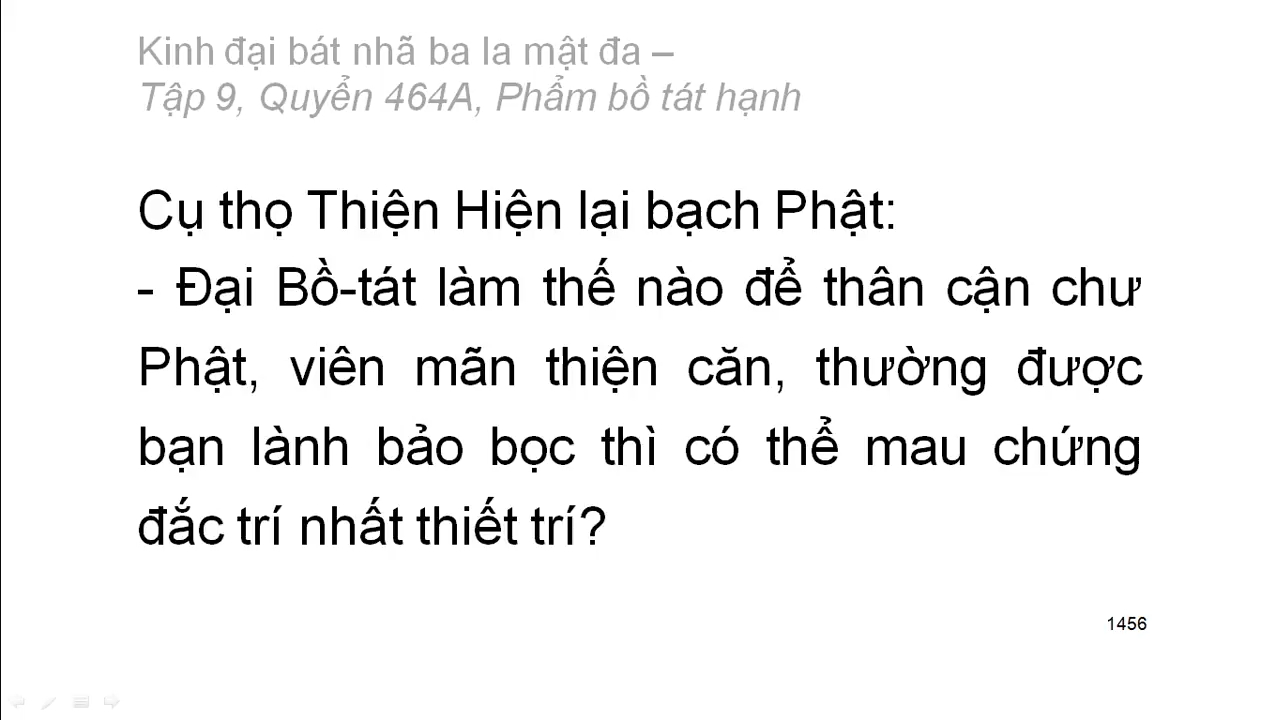 Kinh đại bát nhã ba la mật đa –
Tập 9, Quyển 464A, Phẩm bồ tát hạnh
Cụ thọ Thiện Hiện lại bạch Phật:
- Đại Bồ-tát làm thế nào để thân cận chư
Phật, viên mãn thiện căn, thường được
bạn lành bảo bọc thì có thể mau chứng
đắc trí nhất thiết trí?
1456